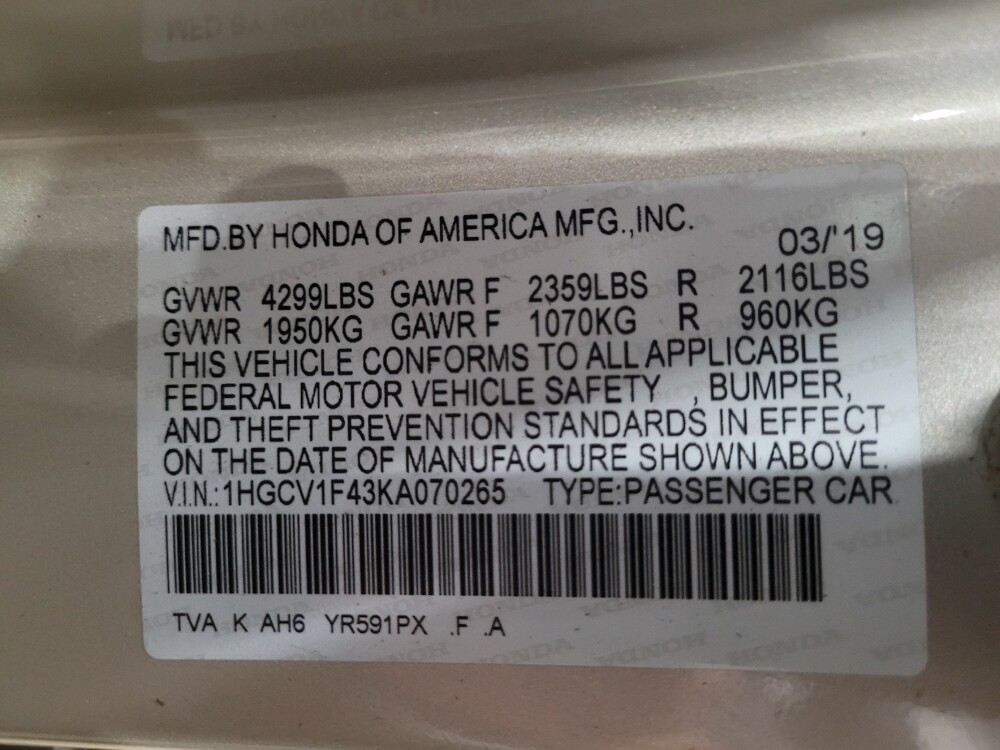 MFD.BY HONDA OF AMERICA MFG.,INC.
03/'19
GVWR 4299LBS GAWR F 2359LBS R 2116LBS
GVWR 1950KG GAWR F 1070KG R 960KG
THIS VEHICLE CONFORMS TO ALL APPLICABLE
FEDERAL MOTOR VEHICLE SAFETY , BUMPER,
AND THEFT PREVENTION STANDARDS IN EFFECT
ON THE DATE OF MANUFACTURE SHOWN ABOVE.
V.I.N.:1HGCV1F43KA070265 TYPE:PASSENGER CAR
TVA K AH6 YR591PX .F .A